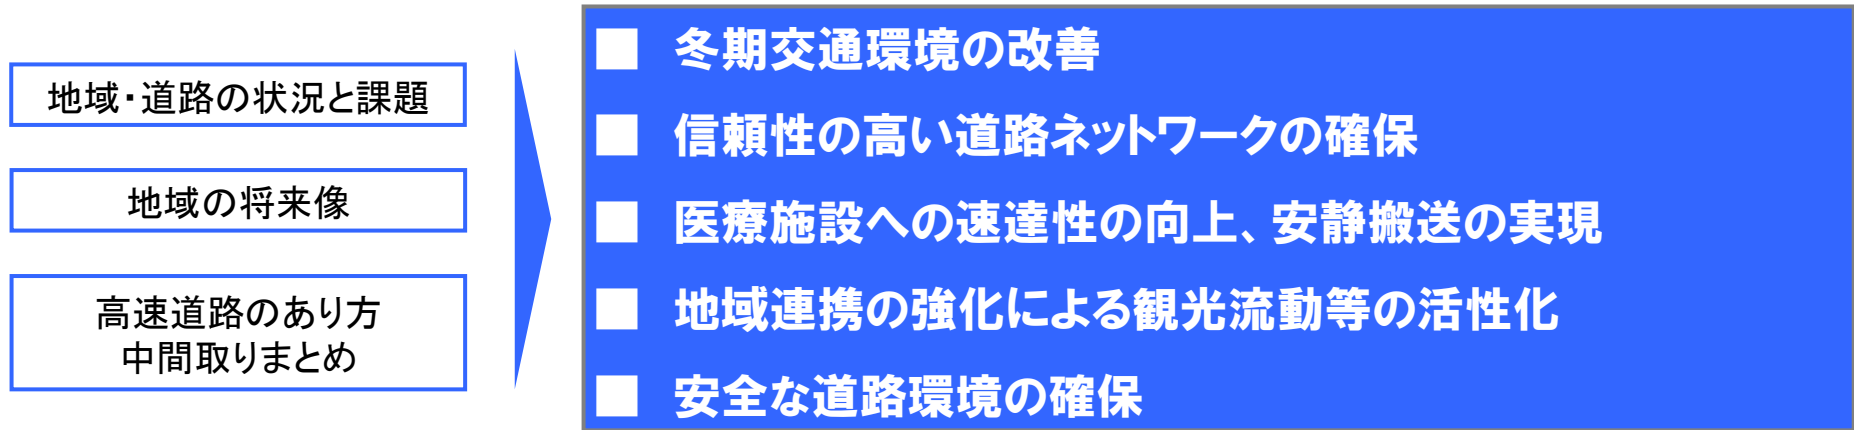 地域・道路の状況と課題
地域の将来像
高速道路のあり方
中間取りまとめ
■ 冬期交通環境の改善
■ 信頼性の高い道路ネットワークの確保
■ 医療施設への速達性の向上、安静搬送の実現
■ 地域連携の強化による観光流動等の活性化
■ 安全な道路環境の確保